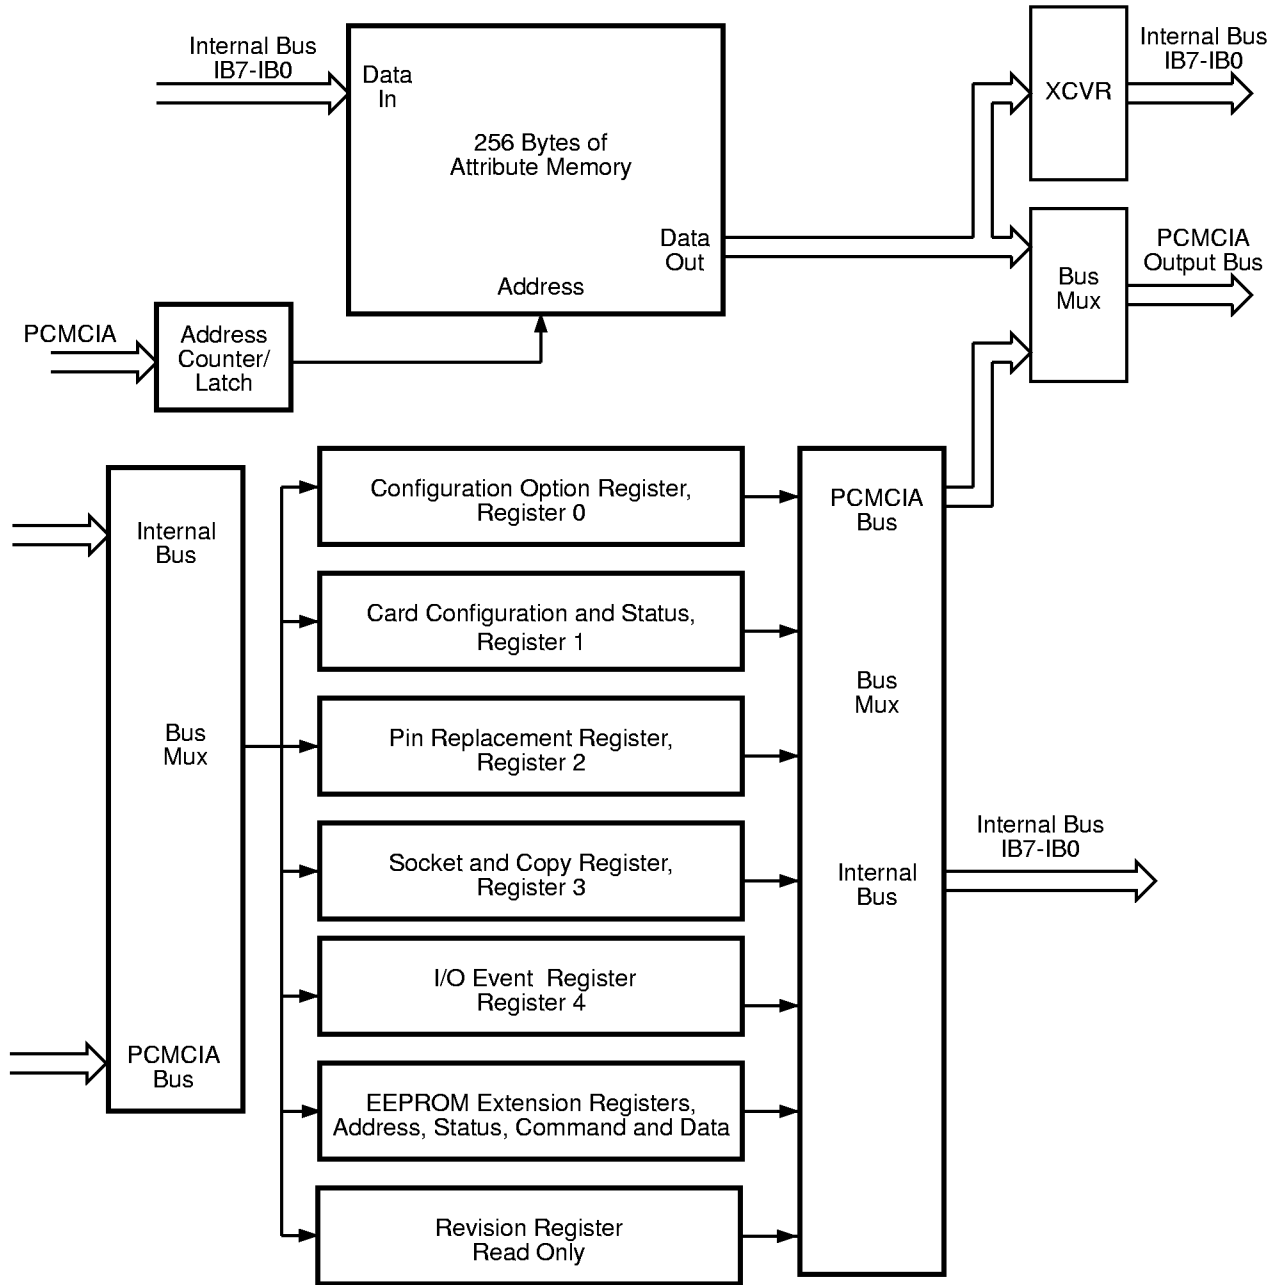 Internal Bus
IB7-IB0
Data
In
256 Bytes of
Attribute Memory
Data
Out
Address
XCVR
Internal Bus
IB7-IB0
Bus
Mux
PCMCIA
Output Bus
PCMCIA
Address
Counter/
Latch
Internal
Bus
Bus
Mux
PCMCIA
Bus
Configuration Option Register,
Register 0
Card Configuration and Status,
Register 1
Pin Replacement Register,
Register 2
Socket and Copy Register,
Register 3
I/O Event Register
Register 4
EEPROM Extension Registers,
Address, Status, Command and Data
Revision Register
Read Only
PCMCIA
Bus
Bus
Mux
Internal
Bus
Internal Bus
IB7-IB0